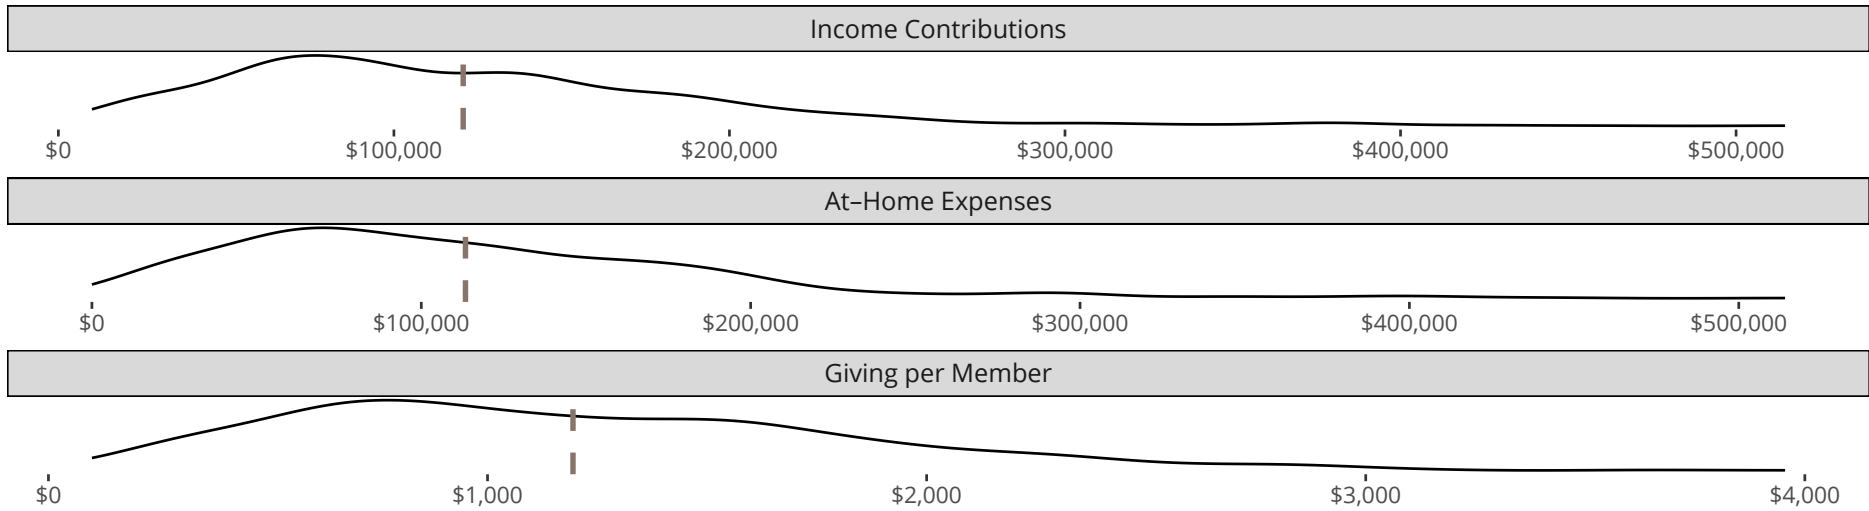 Income Contributions
$0 $100,000 $200,000 $300,000 $400,000 $500,000
At–Home Expenses
$0 $100,000 $200,000 $300,000 $400,000 $500,000
Giving per Member
$0 $1,000 $2,000 $3,000 $4,000